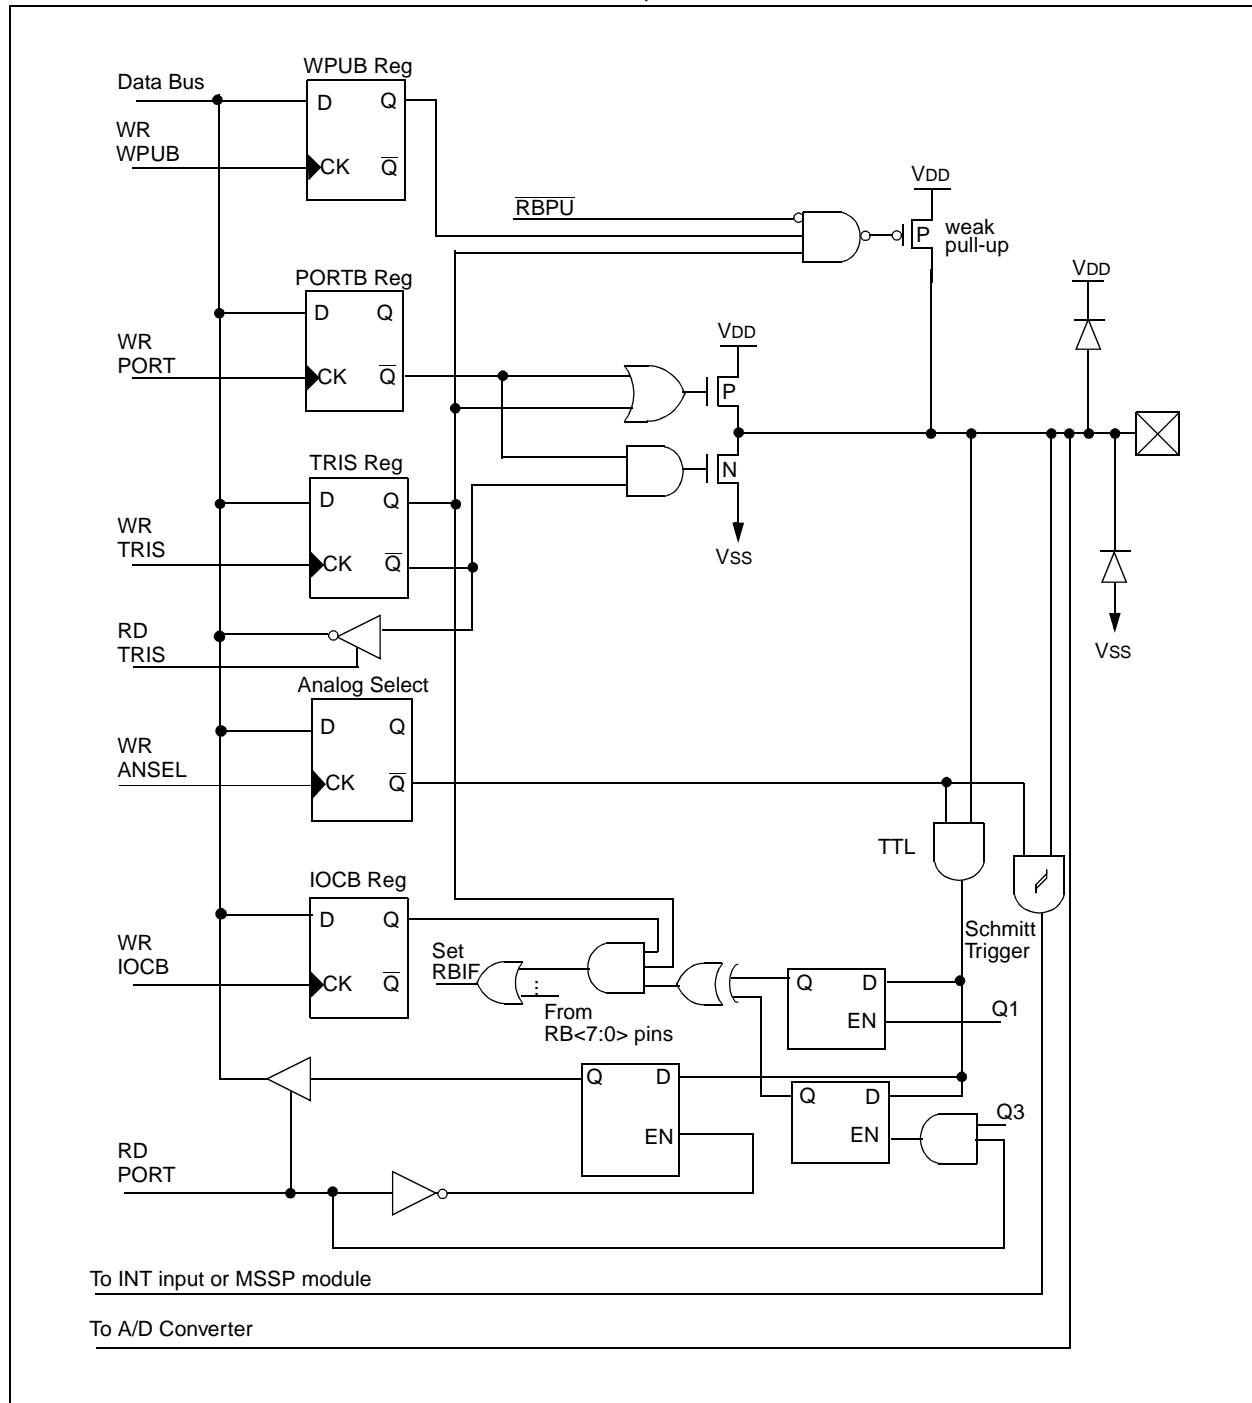 WPUB Reg
Data Bus
D Q
WR
WPUB
CK Q
RBPU
VDD
P
weak
pull-up
VDD
PORTB Reg
D Q
VDD
WR
PORT
CK Q
P
TRIS Reg
N
D Q
WR
TRIS
CK Q
VSS
RD
TRIS
VSS
Analog Select
D Q
WR
ANSEL
CK Q
TTL
IOCB Reg
D Q
Schmitt
Trigger
WR
IOCB
CK Q
Set
RBIF
From
RB<7:0> pins
Q D
EN
Q1
Q D
EN
Q D
EN
Q3
RD
PORT
To INT input or MSSP module
To A/D Converter